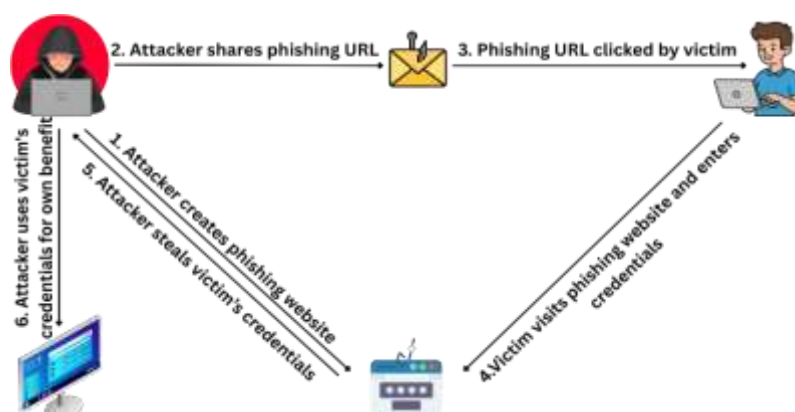 2. Attacker shares phishing URL
3. Phishing URL clicked by victim
1. Attacker creates phishing website
5. Attacker steals victim's credentials
4.Victim visits phishing website and enters
credentials
6. Attacker uses victim's
credentials for own benefit